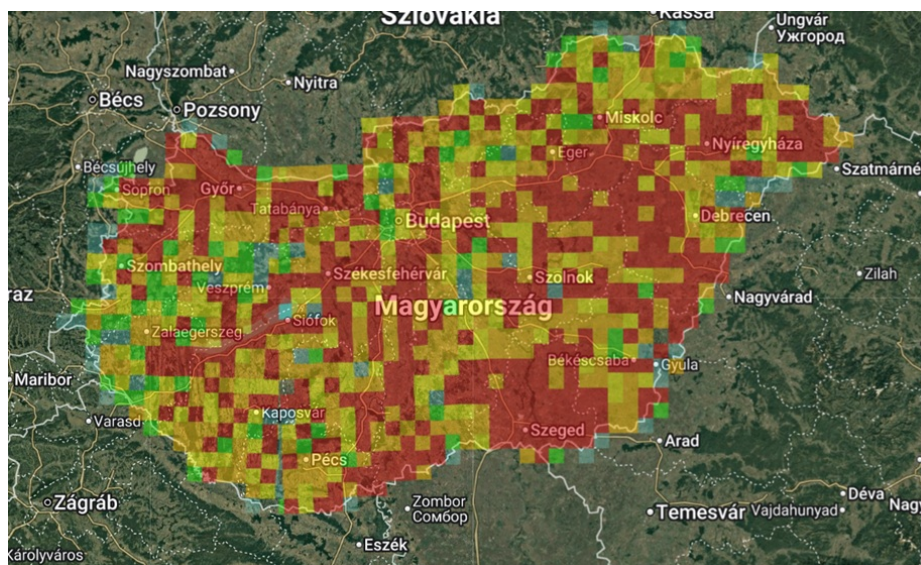 Szlovákia
Kassa
Ungvár
Ужгород
Nagyszombat
Nyitra
Bécs
Pozsony
Miskolc
Nyíregyháza
Eger
Bécsújhely
Szatmárné
Sopron
Győr
Tatabánya
Budapest
Debrecen
Szombathely
Veszprém
Székesfehérvár
Szolnok
Zilah
raz
Magyarország
Nagyvárad
Siófok
Zalaegerszeg
Békéscsaba
Gyula
Maribor
Varasd
Kaposvár
Szeged
Arad
Pécs
Zágráb
Zombor
Сомбор
Temesvár
Vajdahunyad
Déva
Nagy
Eszék
Károlyváros